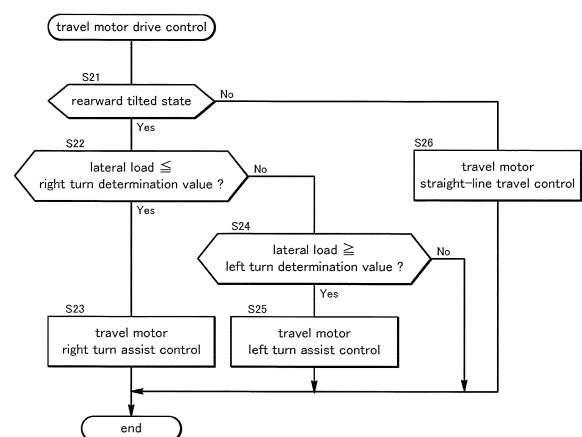 travel motor drive control
S21
rearward tilted state
No
Yes
S22
lateral load ≦
right turn determination value ?
No
Yes
S26
travel motor
straight-line travel control
S24
lateral load ≧
left turn determination value ?
No
Yes
S23
travel motor
right turn assist control
S25
travel motor
left turn assist control
end